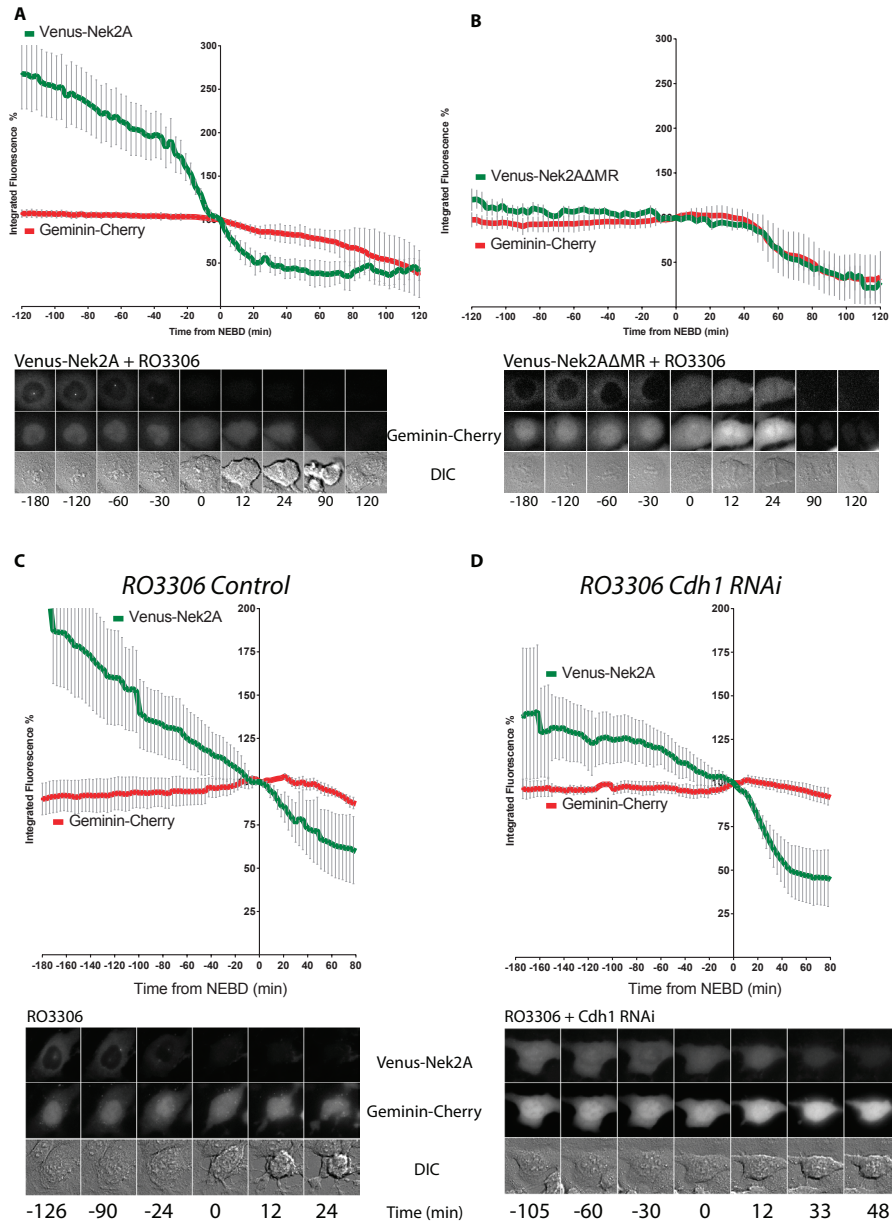 A
Venus-Nek2A
300
250
200
150
100
50
Integrated Fluorescence %
Geminin-Cherry
-120 -100 -80 -60 -40 -20 0 20 40 60 80 100 120
Time from NEBD (min)
Venus-Nek2A + RO3306
-180 -120 -60 -30 0 12 24 90 120
B
300
250
200
150
100
50
Integrated Fluorescence %
Venus-Nek2AΔMR
Geminin-Cherry
-120 -100 -80 -60 -40 -20 0 20 40 60 80 100 120
Time from NEBD (min)
Venus-Nek2AΔMR + RO3306
Geminin-Cherry
DIC
-180 -120 -60 -30 0 12 24 90 120
C
RO3306 Control
Venus-Nek2A
200
175
150
125
100
75
50
25
Integrated Fluorescence %
Geminin-Cherry
-180 -160 -140 -120 -100 -80 -60 -40 -20 0 20 40 60 80
Time from NEBD (min)
RO3306
-126 -90 -24 0 12 24
D
RO3306 Cdh1 RNAi
200
175
150
125
100
75
50
25
Integrated Fluorescence %
Venus-Nek2A
Geminin-Cherry
-180 -160 -140 -120 -100 -80 -60 -40 -20 0 20 40 60 80
Time from NEBD (min)
RO3306 + Cdh1 RNAi
Venus-Nek2A
Geminin-Cherry
DIC
Time (min)
-105 -60 -30 0 12 33 48